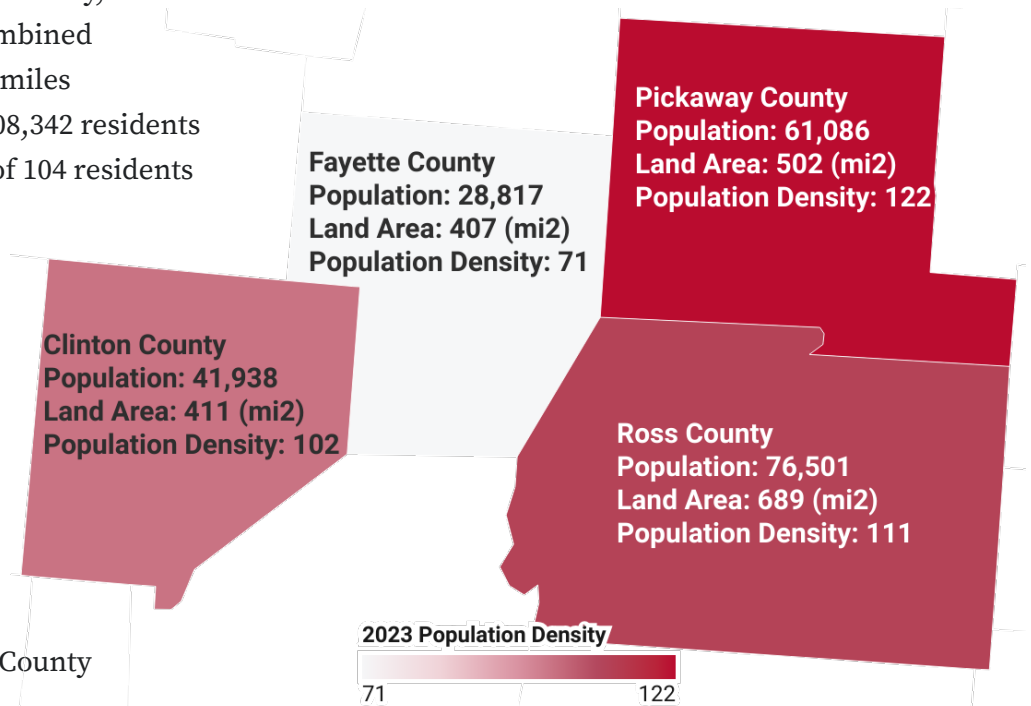 mbined
miles
08,342 residents
of 104 residents
Pickaway County
Population: 61,086
Land Area: 502 (mi2)
Population Density: 122
Fayette County
Population: 28,817
Land Area: 407 (mi2)
Population Density: 71
Clinton County
Population: 41,938
Land Area: 411 (mi2)
Population Density: 102
Ross County
Population: 76,501
Land Area: 689 (mi2)
Population Density: 111
County
2023 Population Density
71 122